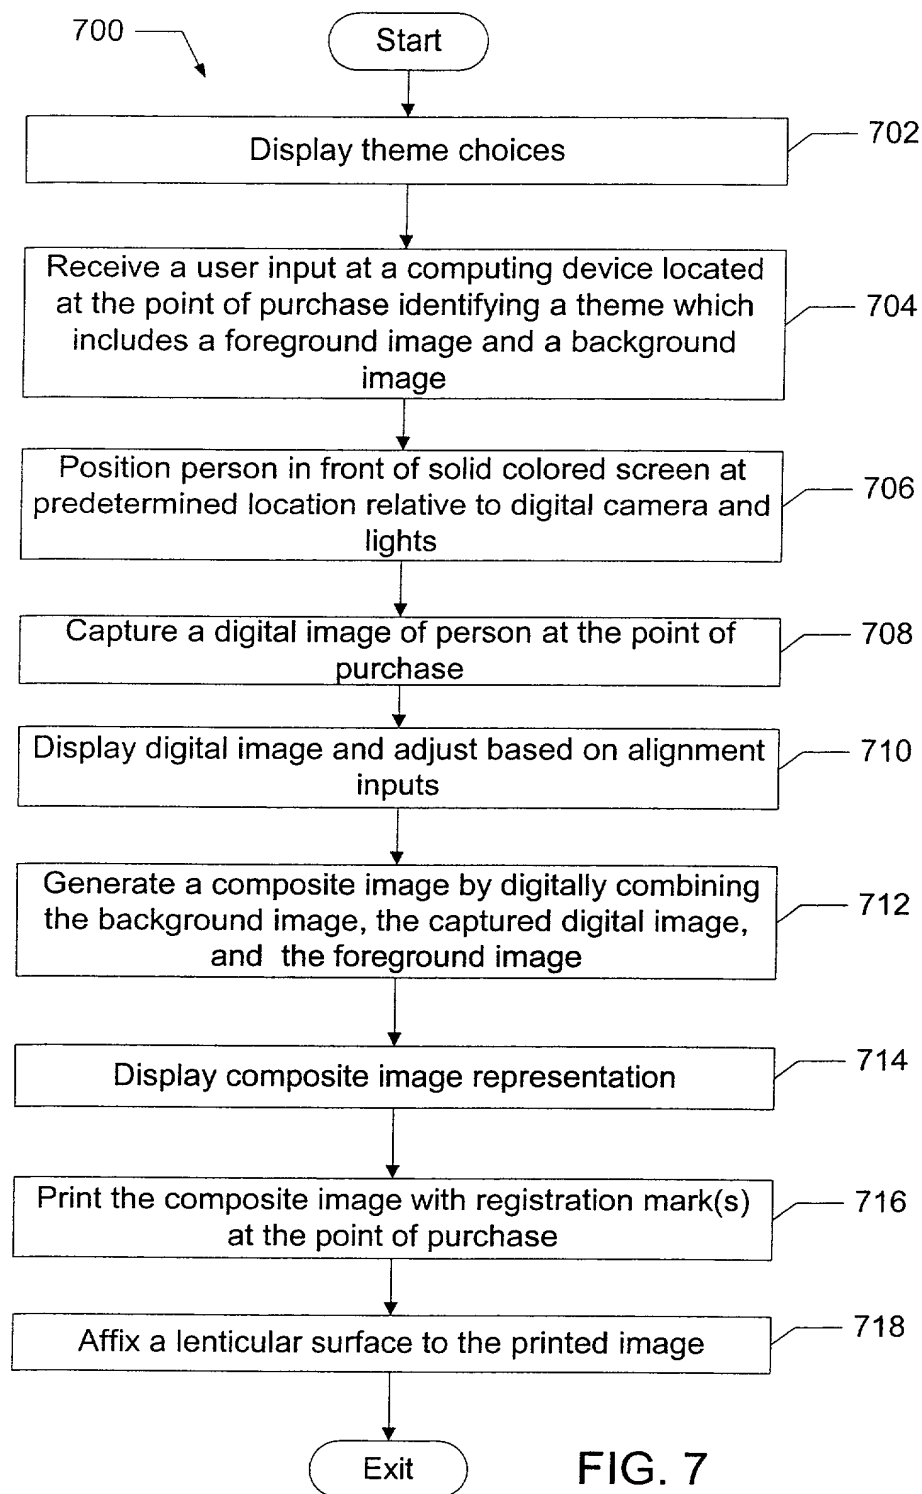 700
Start
Display theme choices
702
Receive a user input at a computing device located
at the point of purchase identifying a theme which
includes a foreground image and a background
image
704
Position person in front of solid colored screen at
predetermined location relative to digital camera and
lights
706
Capture a digital image of person at the point of
purchase
708
Display digital image and adjust based on alignment
inputs
710
Generate a composite image by digitally combining
the background image, the captured digital image,
and the foreground image
712
Display composite image representation
714
Print the composite image with registration mark(s)
at the point of purchase
716
Affix a lenticular surface to the printed image
718
Exit
FIG. 7